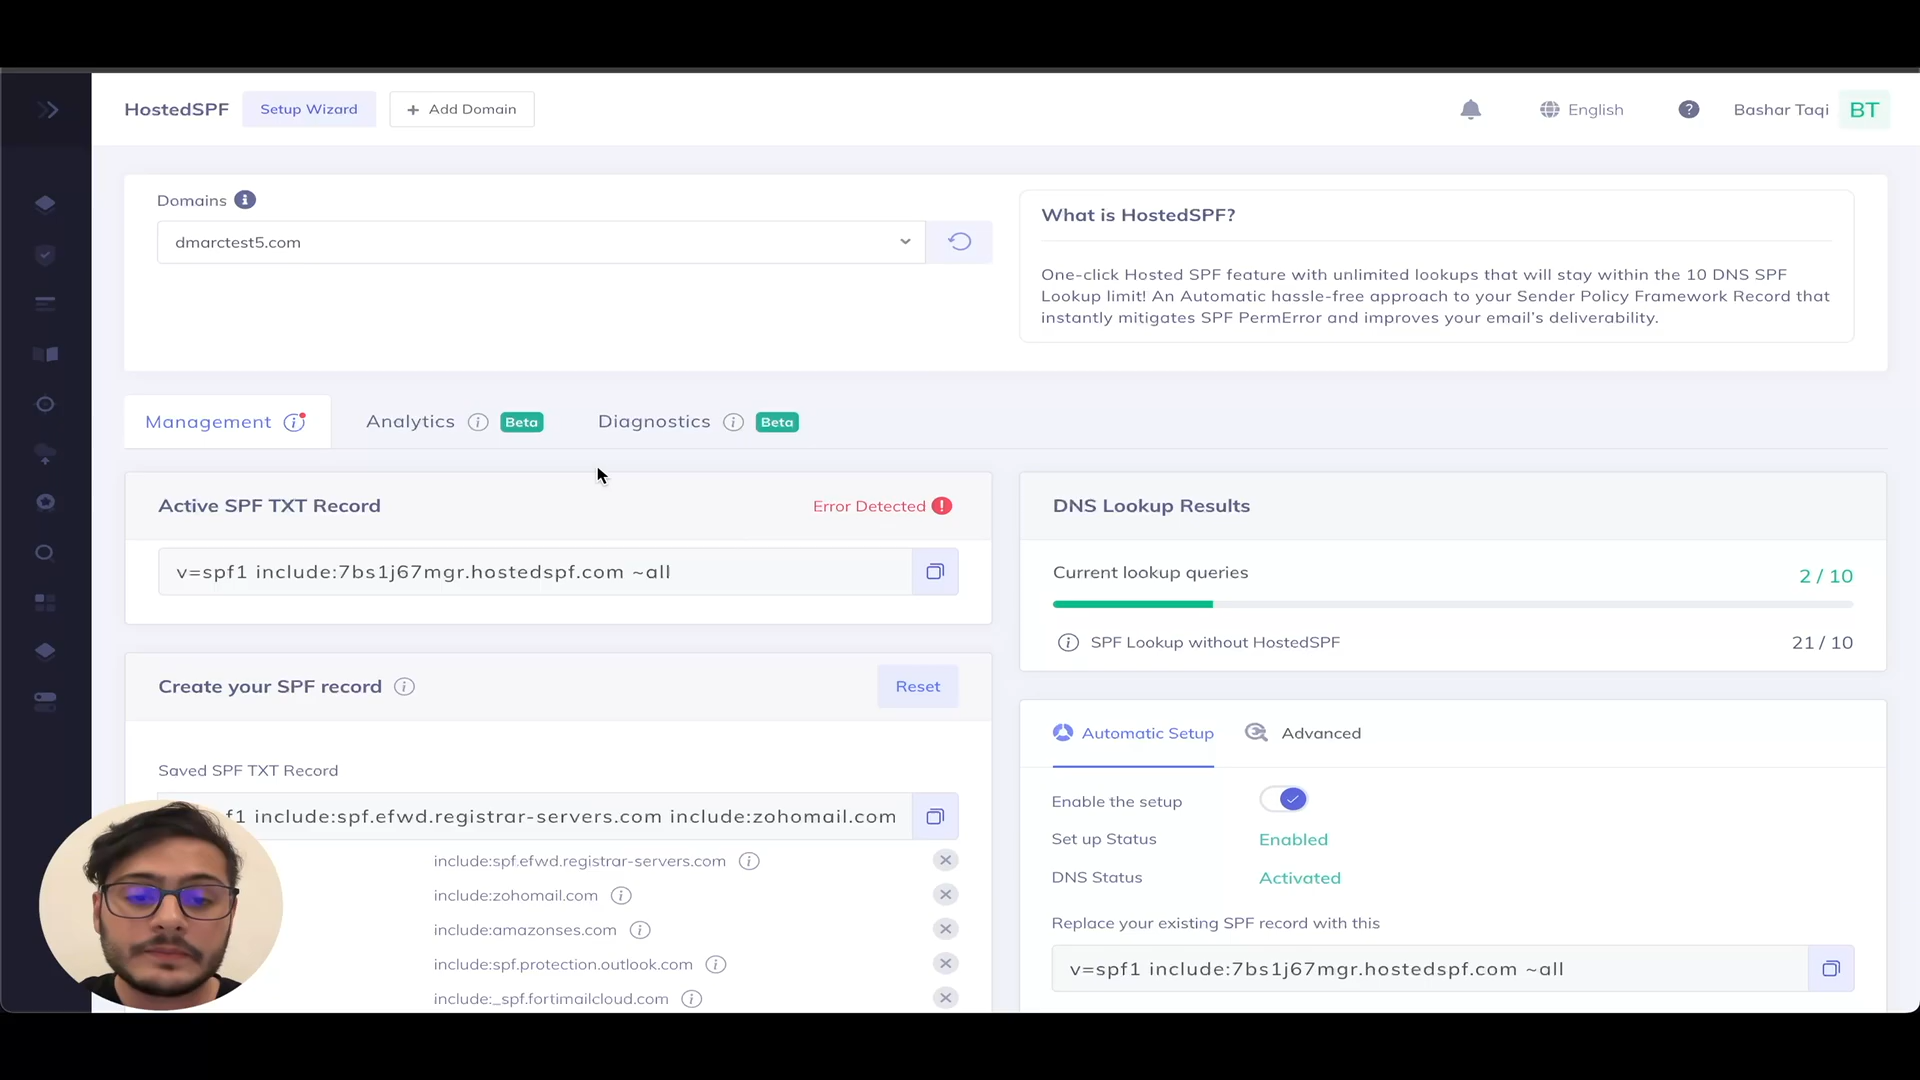 HostedSPF
Setup Wizard
+ Add Domain
English
?
Bashar Taqi
BT
Domains
dmarctest5.com
What is HostedSPF?
One-click Hosted SPF feature with unlimited lookups that will stay within the 10 DNS SPF
Lookup limit! An Automatic hassle-free approach to your Sender Policy Framework Record that
instantly mitigates SPF PermError and improves your email's deliverability.
Management
Analytics
Beta
Diagnostics
Beta
Active SPF TXT Record
Error Detected
v=spf1 include:7bs1j67mgr.hostedspf.com ~all
DNS Lookup Results
Current lookup queries
2 / 10
SPF Lookup without HostedSPF
21 / 10
Create your SPF record
Reset
Saved SPF TXT Record
f1 include:spf.efwd.registrar-servers.com include:zohomail.com
include:spf.efwd.registrar-servers.com
include:zohomail.com
include:amazonses.com
include:spf.protection.outlook.com
include:_spf.fortimailcloud.com
Automatic Setup
Advanced
Enable the setup
Set up Status
Enabled
DNS Status
Activated
Replace your existing SPF record with this
v=spf1 include:7bs1j67mgr.hostedspf.com ~all